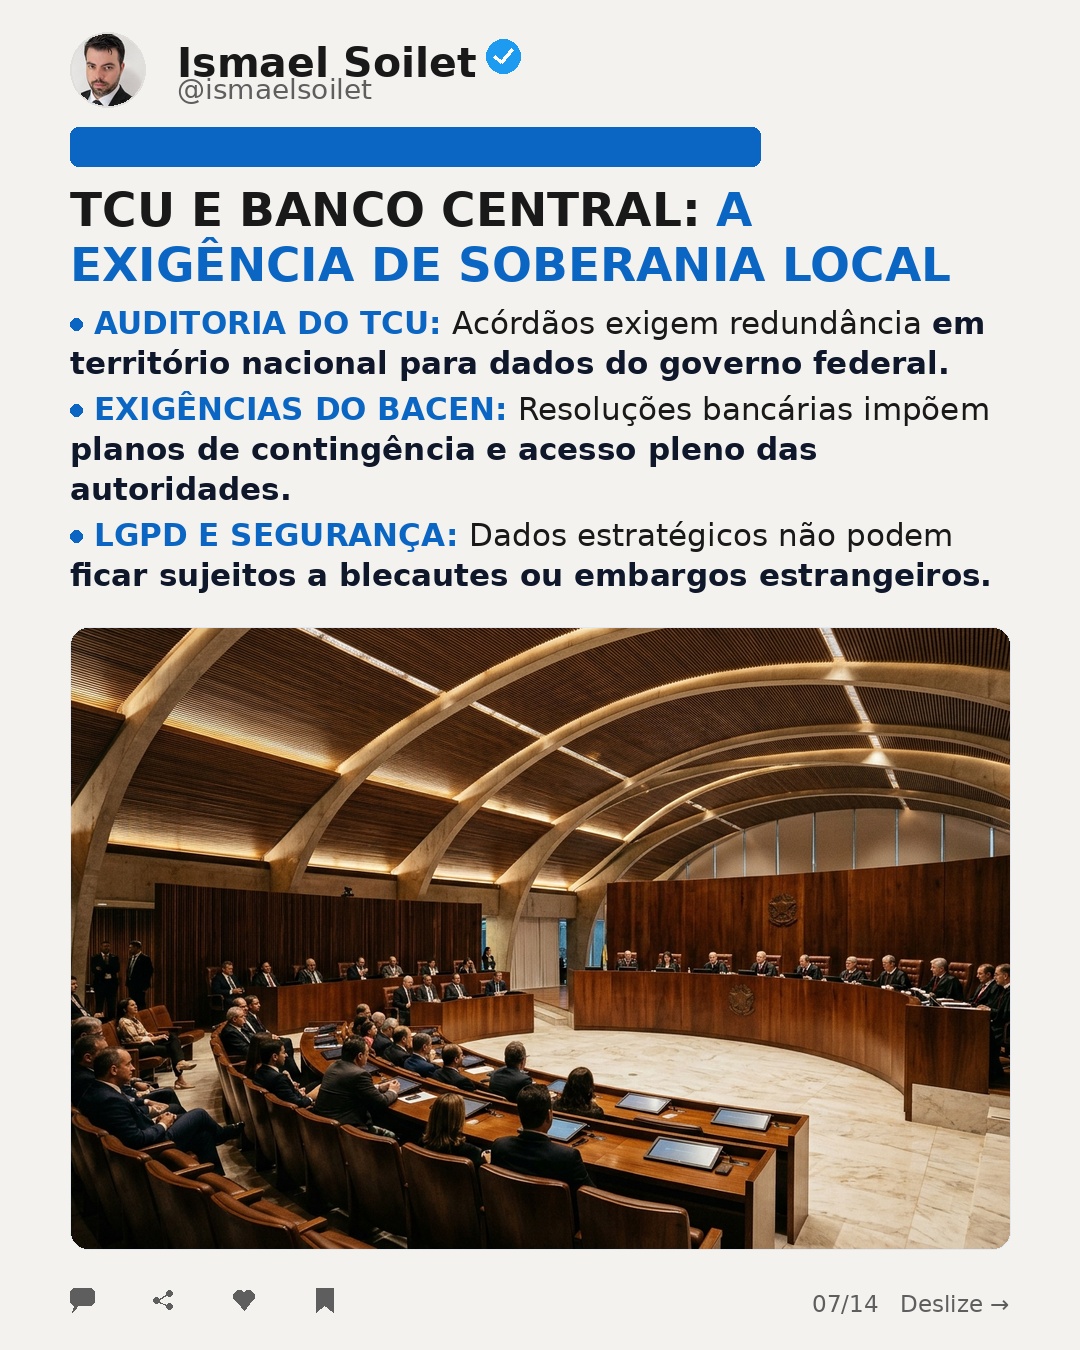 Ismael Soilet
@ismaelsoilet
TCU E BANCO CENTRAL: A
EXIGÊNCIA DE SOBERANIA LOCAL
• AUDITORIA DO TCU: Acórdãos exigem redundância em
território nacional para dados do governo federal.
• EXIGÊNCIAS DO BACEN: Resoluções bancárias impõem
planos de contingência e acesso pleno das
autoridades.
• LGPD E SEGURANÇA: Dados estratégicos não podem
ficar sujeitos a blecautes ou embargos estrangeiros.
07/14 Deslize →